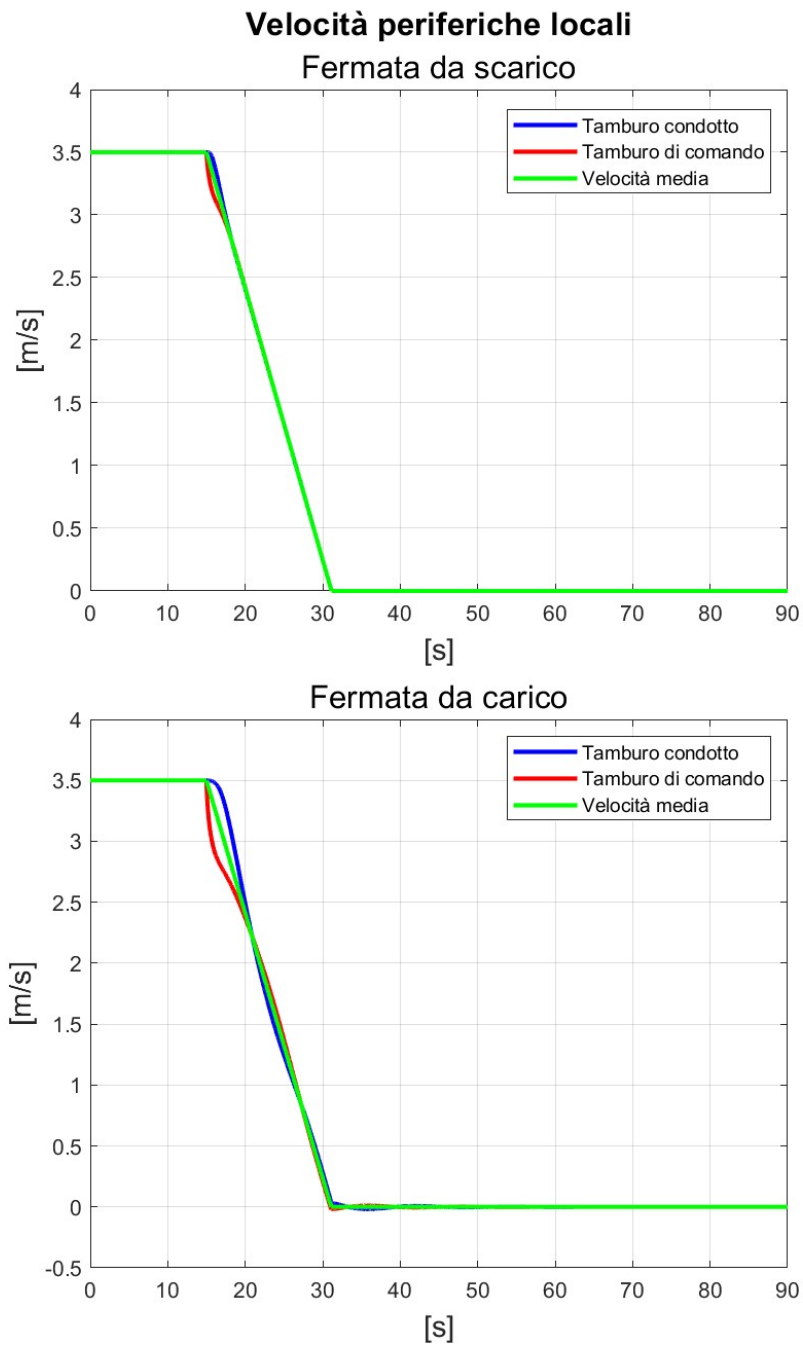 Velocità periferiche locali
Fermata da scarico
4
3.5
3
2.5
2
1.5
1
0.5
0
[m/s]
Tamburo condotto
Tamburo di comando
Velocità media
0 10 20 30 40 50 60 70 80 90
[s]
Fermata da carico
4
3.5
3
2.5
2
1.5
1
0.5
0
-0.5
[m/s]
Tamburo condotto
Tamburo di comando
Velocità media
0 10 20 30 40 50 60 70 80 90
[s]